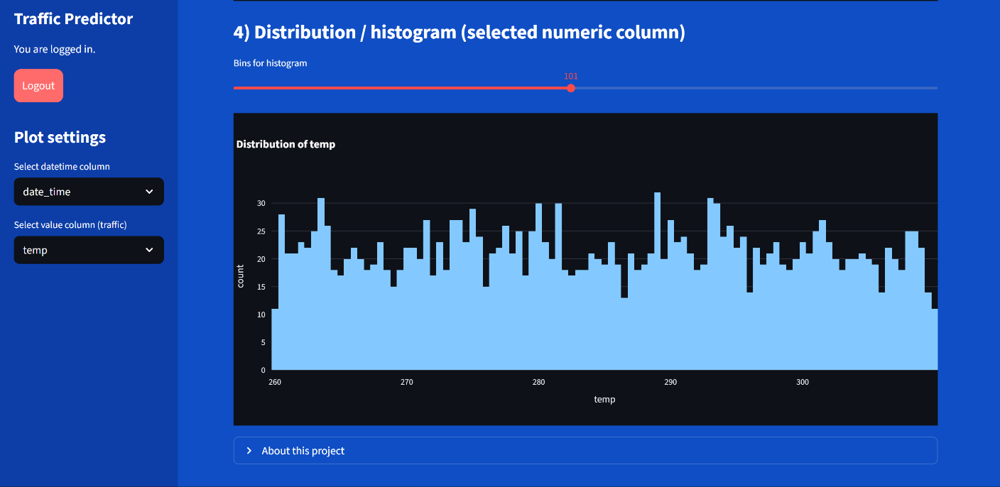 Traffic Predictor
You are logged in.
Logout
Plot settings
Select datetime column
date_time
Select value column (traffic)
temp
4) Distribution / histogram (selected numeric column)
Bins for histogram
101
Distribution of temp
30
25
20
15
10
5
0
count
260 270 280 290 300
temp
About this project